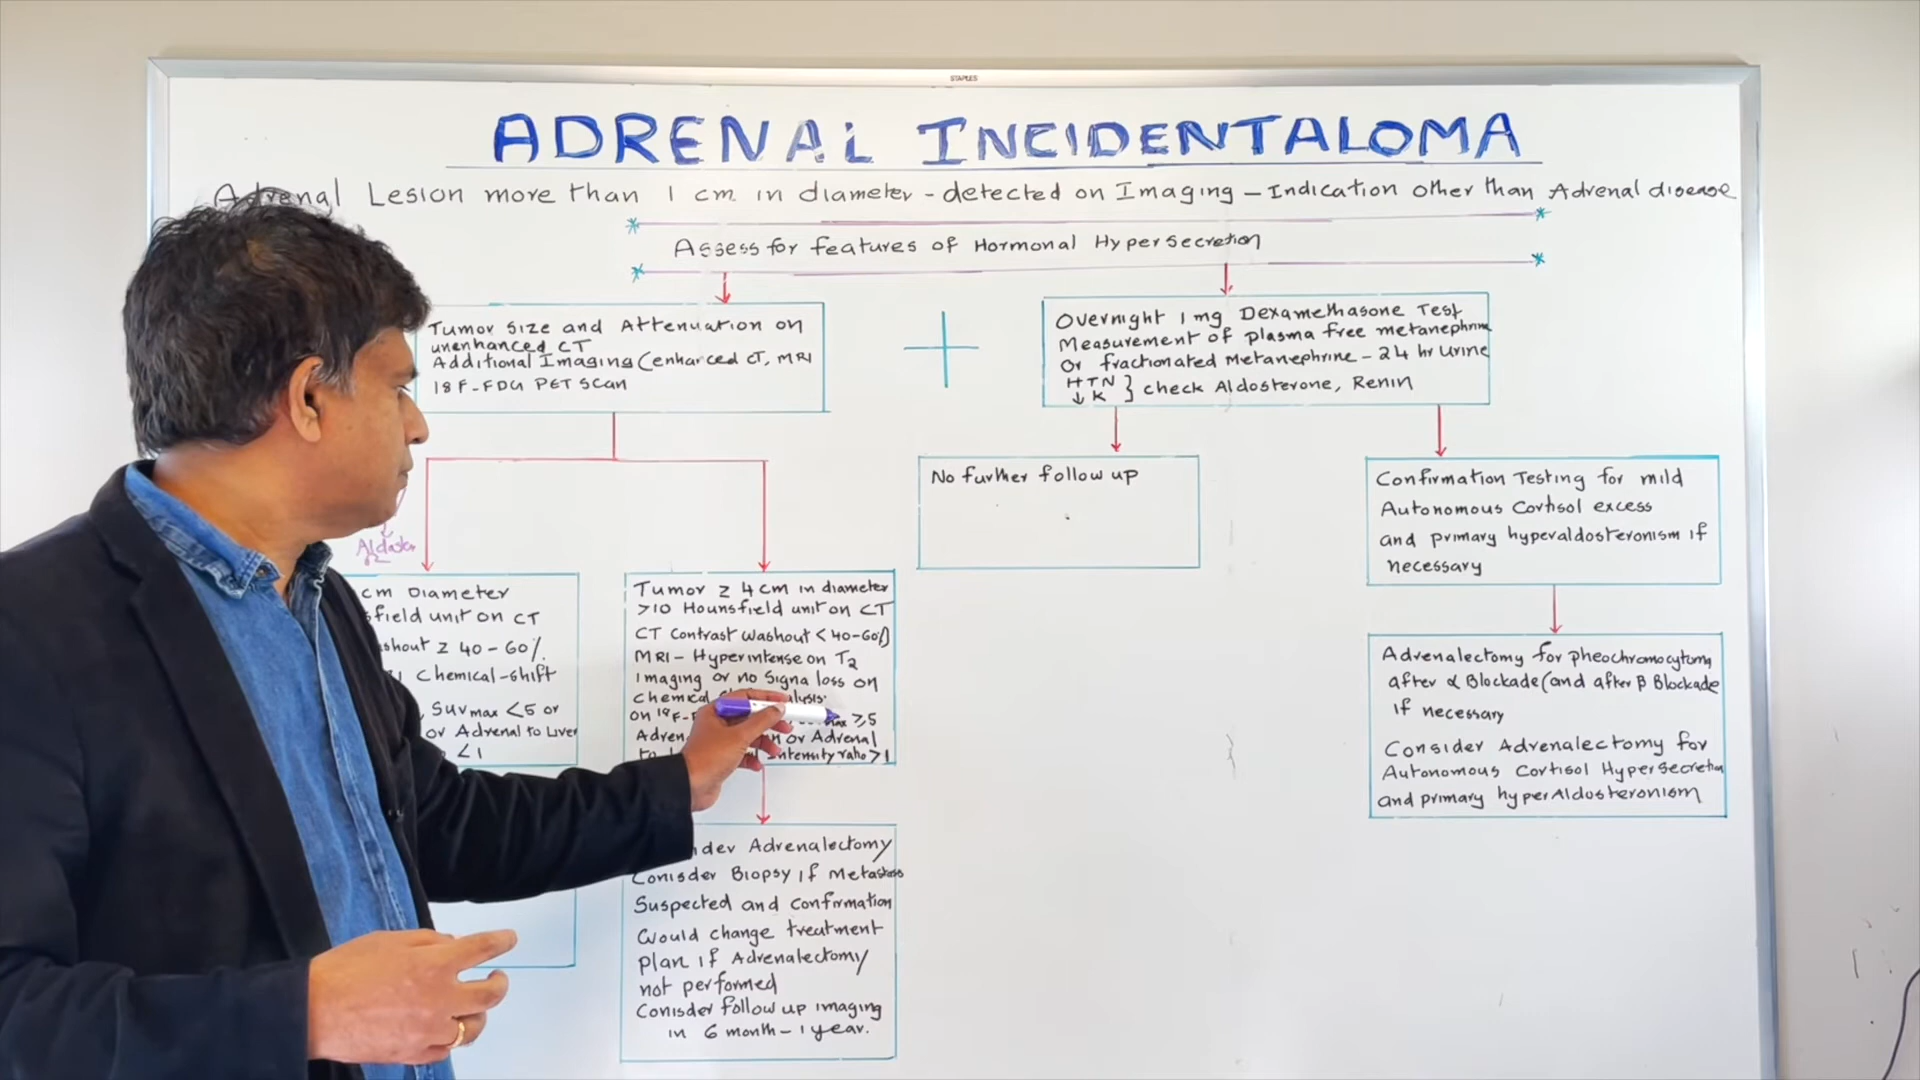 STAPLES
ADRENAL INCIDENTALOMA
Adrenal Lesion more than 1 cm in diameter - detected on Imaging - Indication other than Adrenal disease
Assess for features of Hormonal Hypersecretion
Tumor Size and Attenuation on
unenhanced CT
Additional Imaging (enhanced CT, MRI
18 F-FDG PET Scan
+
Overnight 1 mg Dexamethasone Test
Measurement of plasma free metanephrine
Or fractionated Metanephrine - 24 hr Urine
HTN
↓ K } check Aldosterone, Renin
No further follow up
Confirmation Testing for mild
Autonomous Cortisol excess
and primary hyperaldosteronism if
necessary
Adrenalectomy for pheochromocytoma
after α Blockade (and after β Blockade
if necessary
Consider Adrenalectomy for
Autonomous Cortisol Hypersecretion
and primary hyperAldosteronism
cm Diameter
field unit on CT
≥ 40-60%
Chemical-shift
SUVmax <5 or
or Adrenal to Liver
<1
Tumor ≥ 4 cm in diameter
>10 Hounsfield unit on CT
CT Contrast washout < 40-60%)
MRI - Hyperintense on T2
Imaging or no Signa loss on
Chemical
on 18F-F ≥5
Adren or Adrenal
Intensity ratio >1
Adrenalectomy
Conisder Biopsy if Metastasis
Suspected and confirmation
Would change treatment
plan if Adrenalectomy
not performed
Conisder follow up imaging
in 6 month - 1 year.